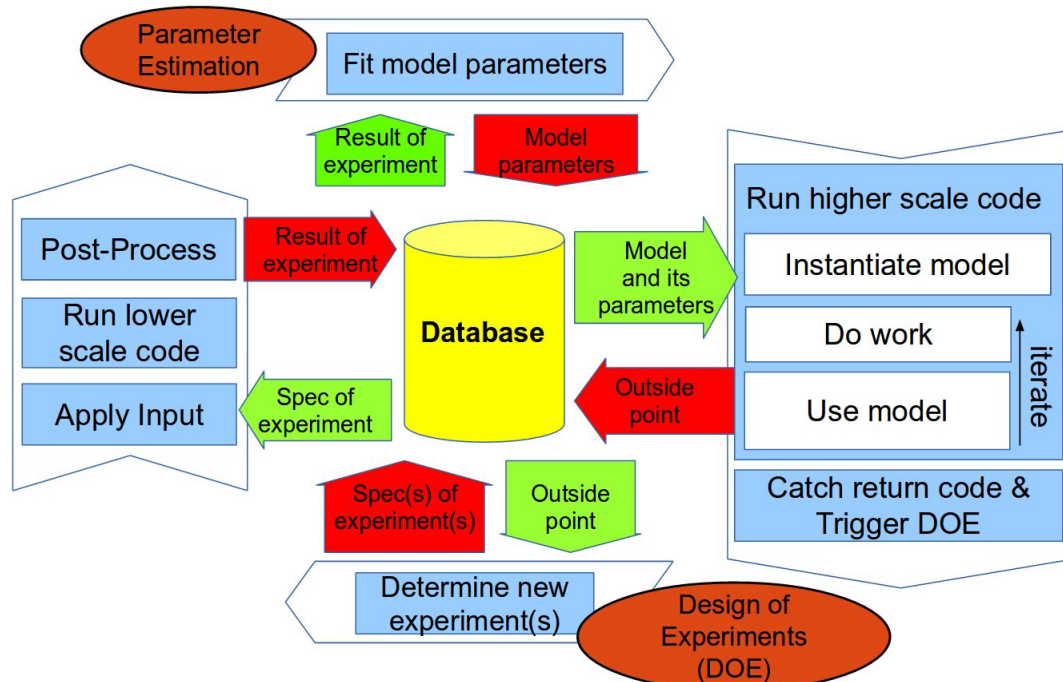 Parameter
Estimation
Fit model parameters
Result of
experiment
Model
parameters
Post-Process
Run lower
scale code
Apply Input
Result of
experiment
Spec of
experiment
Database
Model
and its
parameters
Outside
point
Run higher scale code
Instantiate model
Do work
Use model
iterate
Catch return code &
Trigger DOE
Spec(s) of
experiment(s)
Outside
point
Determine new
experiment(s)
Design of
Experiments
(DOE)